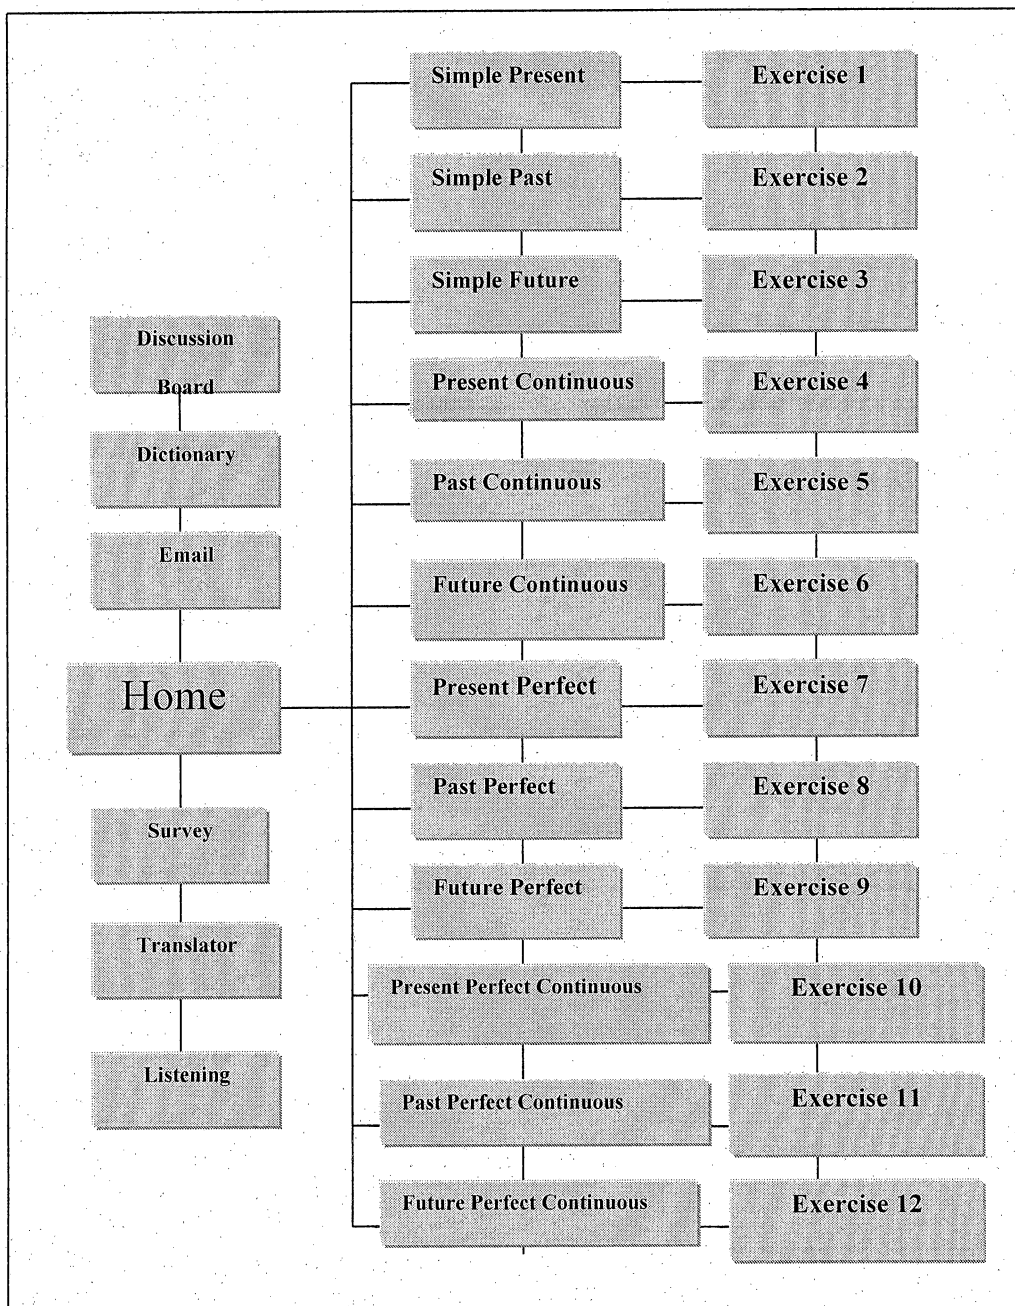 Simple Present
Exercise 1
Simple Past
Exercise 2
Simple Future
Exercise 3
Discussion
Board
Present Continuous
Exercise 4
Dictionary
Past Continuous
Exercise 5
Email
Future Continuous
Exercise 6
Home
Present Perfect
Exercise 7
Survey
Past Perfect
Exercise 8
Future Perfect
Exercise 9
Translator
Present Perfect Continuous
Exercise 10
Listening
Past Perfect Continuous
Exercise 11
Future Perfect Continuous
Exercise 12